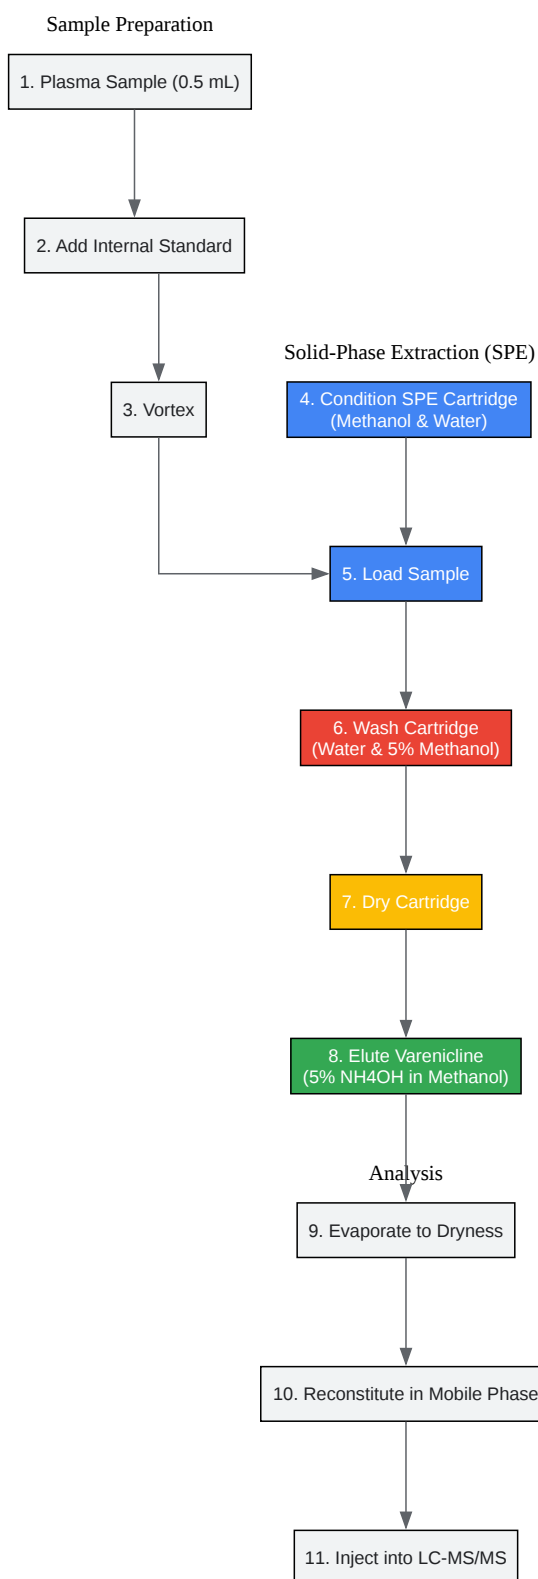 Sample Preparation
1. Plasma Sample (0.5 mL)
2. Add Internal Standard
3. Vortex
Solid-Phase Extraction (SPE)
4. Condition SPE Cartridge
(Methanol & Water)
5. Load Sample
6. Wash Cartridge
(Water & 5% Methanol)
7. Dry Cartridge
8. Elute Varenicline
(5% NH4OH in Methanol)
Analysis
9. Evaporate to Dryness
10. Reconstitute in Mobile Phase
11. Inject into LC-MS/MS